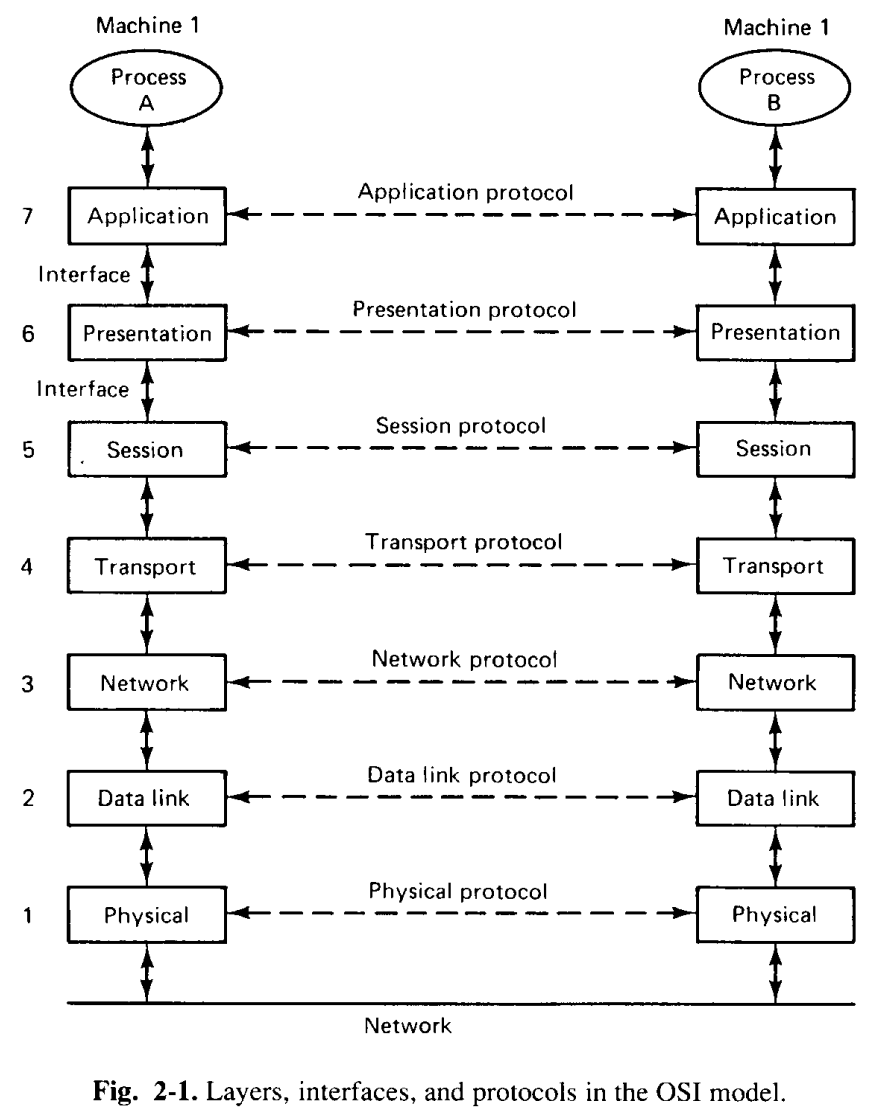 Machine 1 Machine 1
Process Process
A B
Application protocol
7 Application Application
Interface
Presentation protocol
6 Presentation Presentation
Interface
Session protocol
5 Session Session
Transport protocol
4 Transport Transport
Network protocol
3 Network Network
Data link protocol
2 Data link Data link
Physical protocol
1 Physical Physical
Network
Fig. 2-1. Layers, interfaces, and protocols in the OSI model.